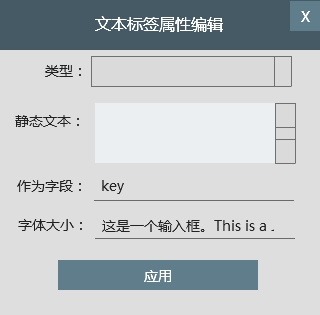 文本标签属性编辑
X
类型：
静态文本：
作为字段： key
字体大小： 这是一个输入框。This is a .
应用